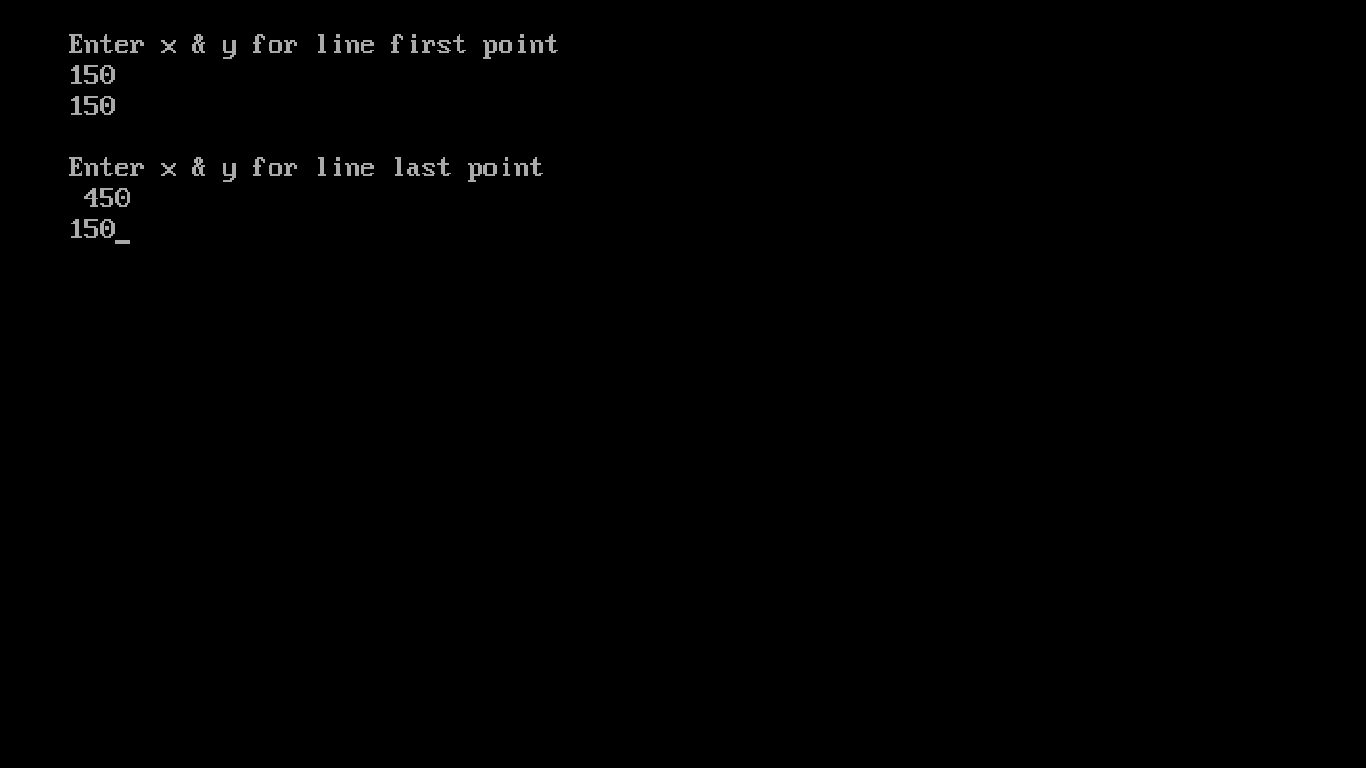 Enter x & y for line first point
150
150
Enter x & y for line last point
450
150_